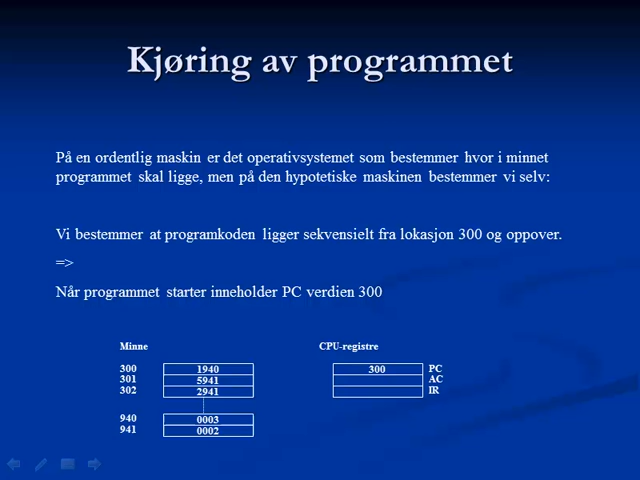 Kjøring av programmet
På en ordentlig maskin er det operativsystemet som bestemmer hvor i minnet
programmet skal ligge, men på den hypotetiske maskinen bestemmer vi selv:
Vi bestemmer at programkoden ligger sekvensielt fra lokasjon 300 og oppover.
=>
Når programmet starter inneholder PC verdien 300
Minne CPU-registre
300 1940 300 PC
301 5941 AC
302 2941 IR
940 0003
941 0002